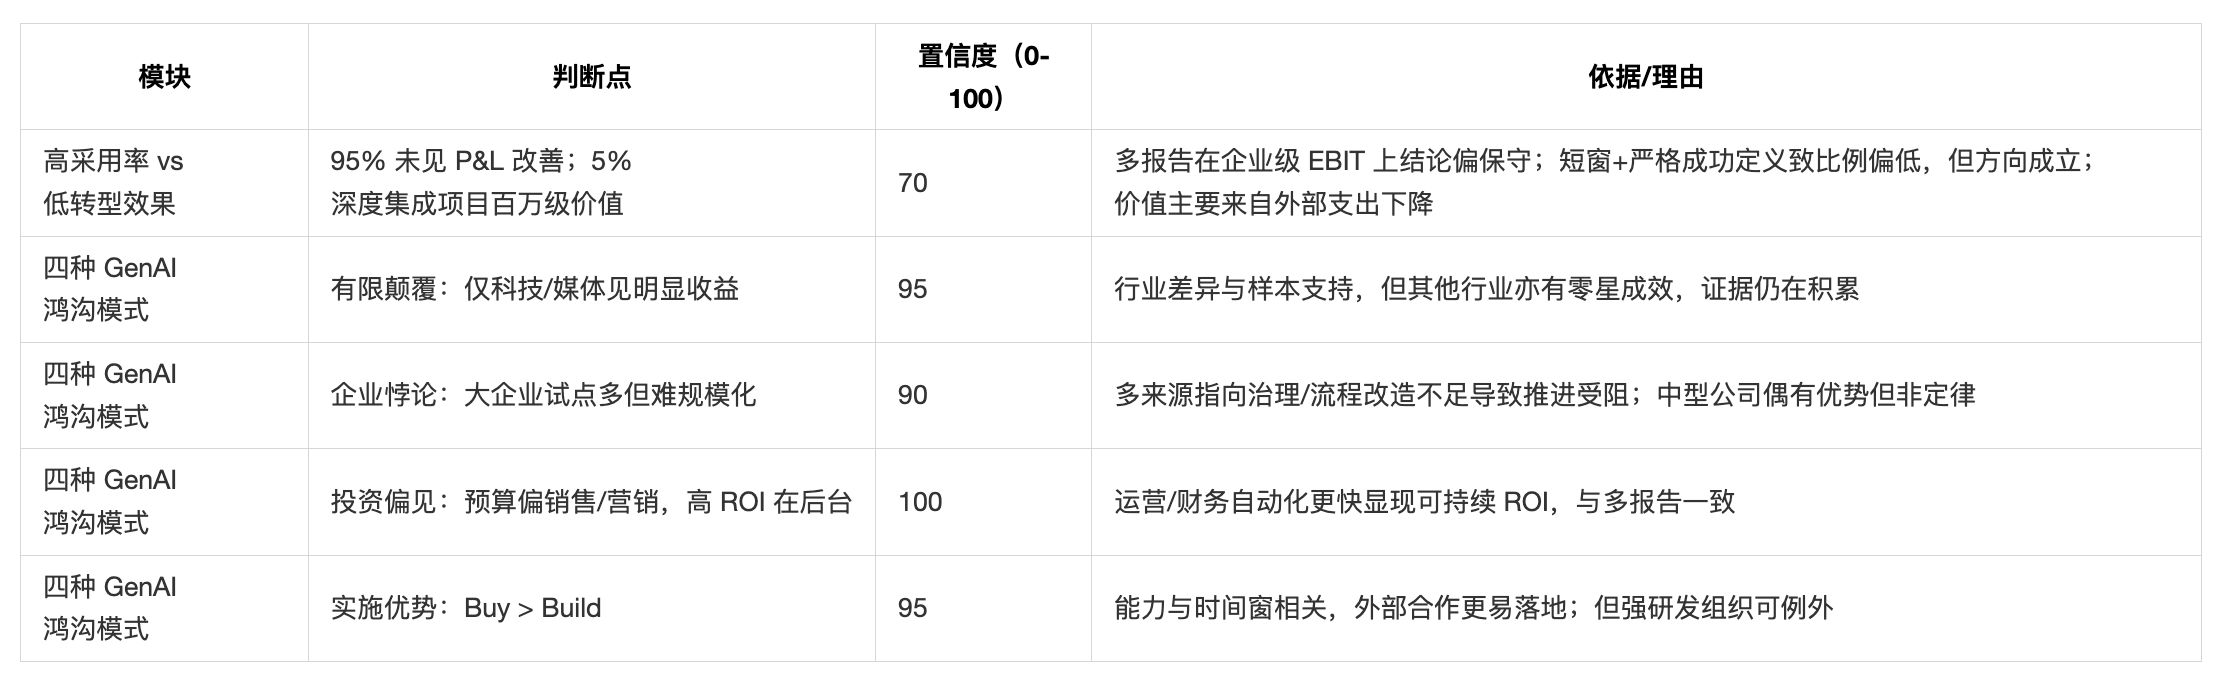 模块
判断点
置信度（0-
100）
依据/理由
高采用率 vs
低转型效果
95% 未见 P&L 改善；5%
深度集成项目百万级价值
70
多报告在企业级 EBIT 上结论偏保守；短窗+严格成功定义致比例偏低，但方向成立；
价值主要来自外部支出下降
四种 GenAI
鸿沟模式
有限颠覆：仅科技/媒体见明显收益
95
行业差异与样本支持，但其他行业亦有零星成效，证据仍在积累
四种 GenAI
鸿沟模式
企业悖论：大企业试点多但难规模化
90
多来源指向治理/流程改造不足导致推进受阻；中型公司偶有优势但非定律
四种 GenAI
鸿沟模式
投资偏见：预算偏销售/营销，高 ROI 在后台
100
运营/财务自动化更快显现可持续 ROI，与多报告一致
四种 GenAI
鸿沟模式
实施优势：Buy > Build
95
能力与时间窗相关，外部合作更易落地；但强研发组织可例外